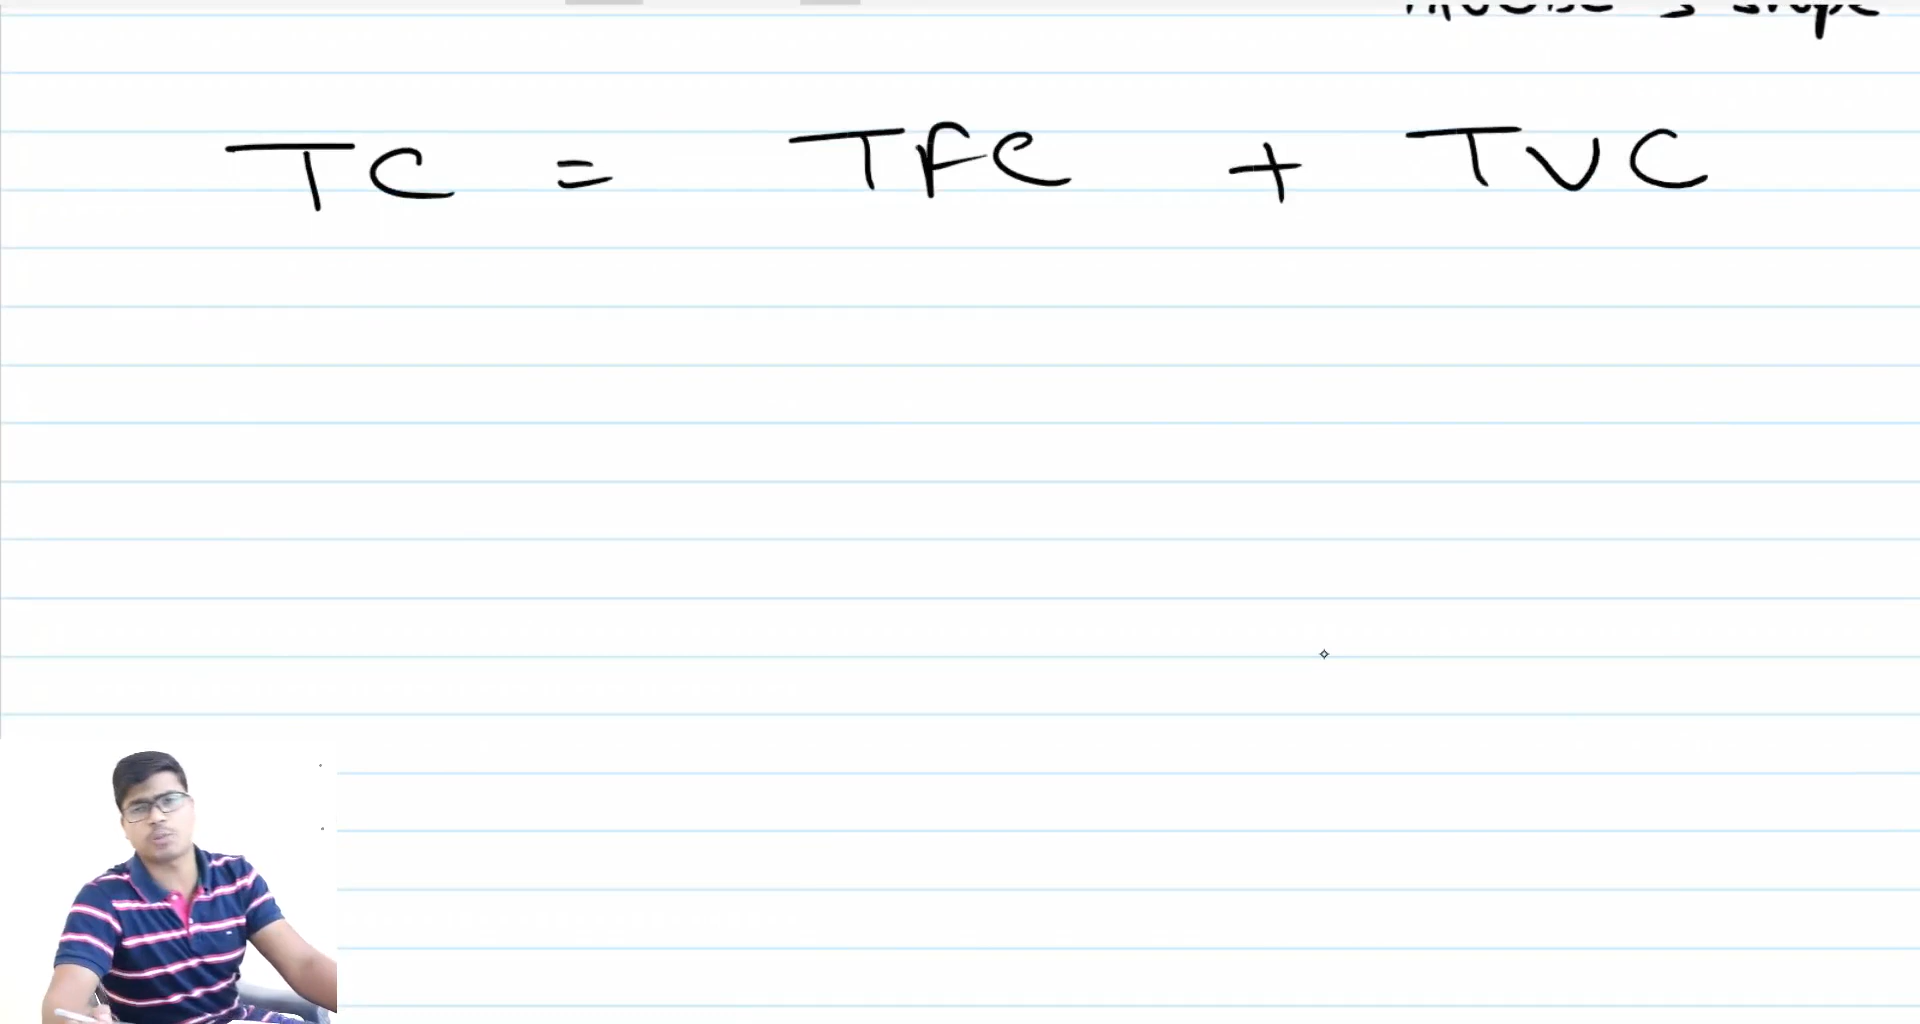 TC = TFC + TVC